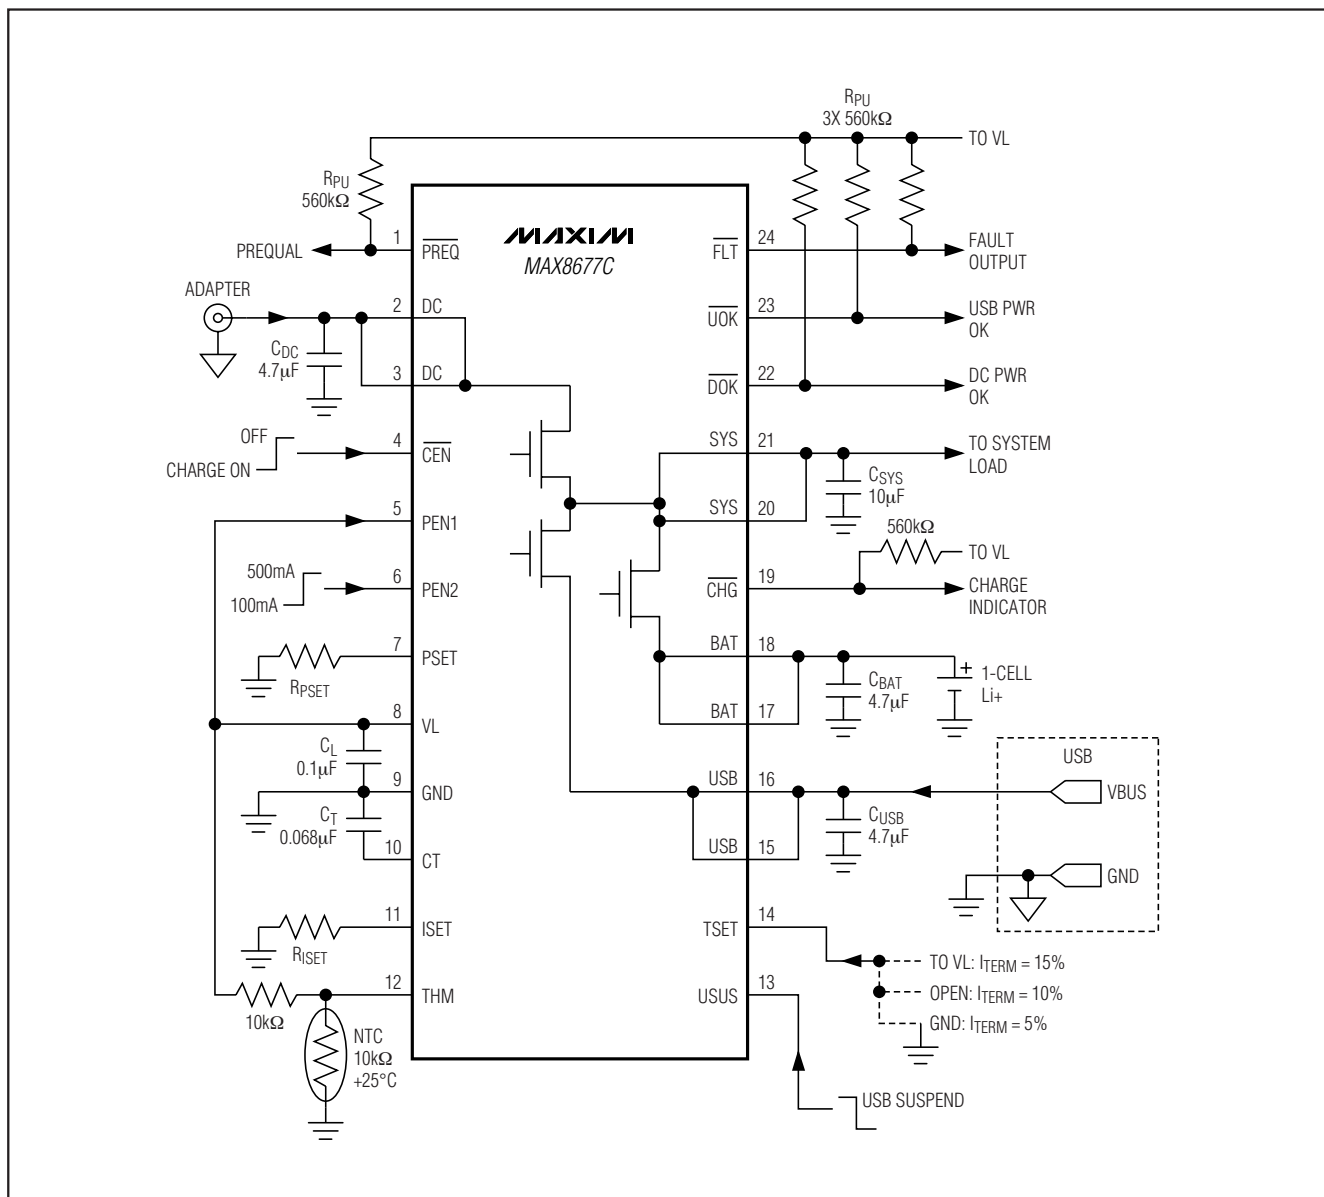 RPU
3X 560kΩ
TO VL
RPU
560kΩ
MAXIM
MAX8677C
PREQUAL
1
PREQ
FLT
24
FAULT
OUTPUT
ADAPTER
2
DC
UOK
23
USB PWR
OK
CDC
4.7µF
3
DC
DOK
22
DC PWR
OK
OFF
CHARGE ON
4
CEN
SYS
21
TO SYSTEM
LOAD
CSYS
10µF
5
PEN1
SYS
20
560kΩ
TO VL
500mA
100mA
6
PEN2
CHG
19
CHARGE
INDICATOR
7
PSET
RPSET
BAT
18
CBAT
4.7µF
+
1-CELL
Li+
8
VL
BAT
17
CL
0.1µF
USB
9
GND
USB
16
VBUS
CT
0.068µF
CUSB
4.7µF
10
CT
USB
15
GND
11
ISET
RISET
TSET
14
TO VL: ITERM = 15%
OPEN: ITERM = 10%
GND: ITERM = 5%
12
THM
10kΩ
USUS
13
NTC
10kΩ
+25°C
USB SUSPEND